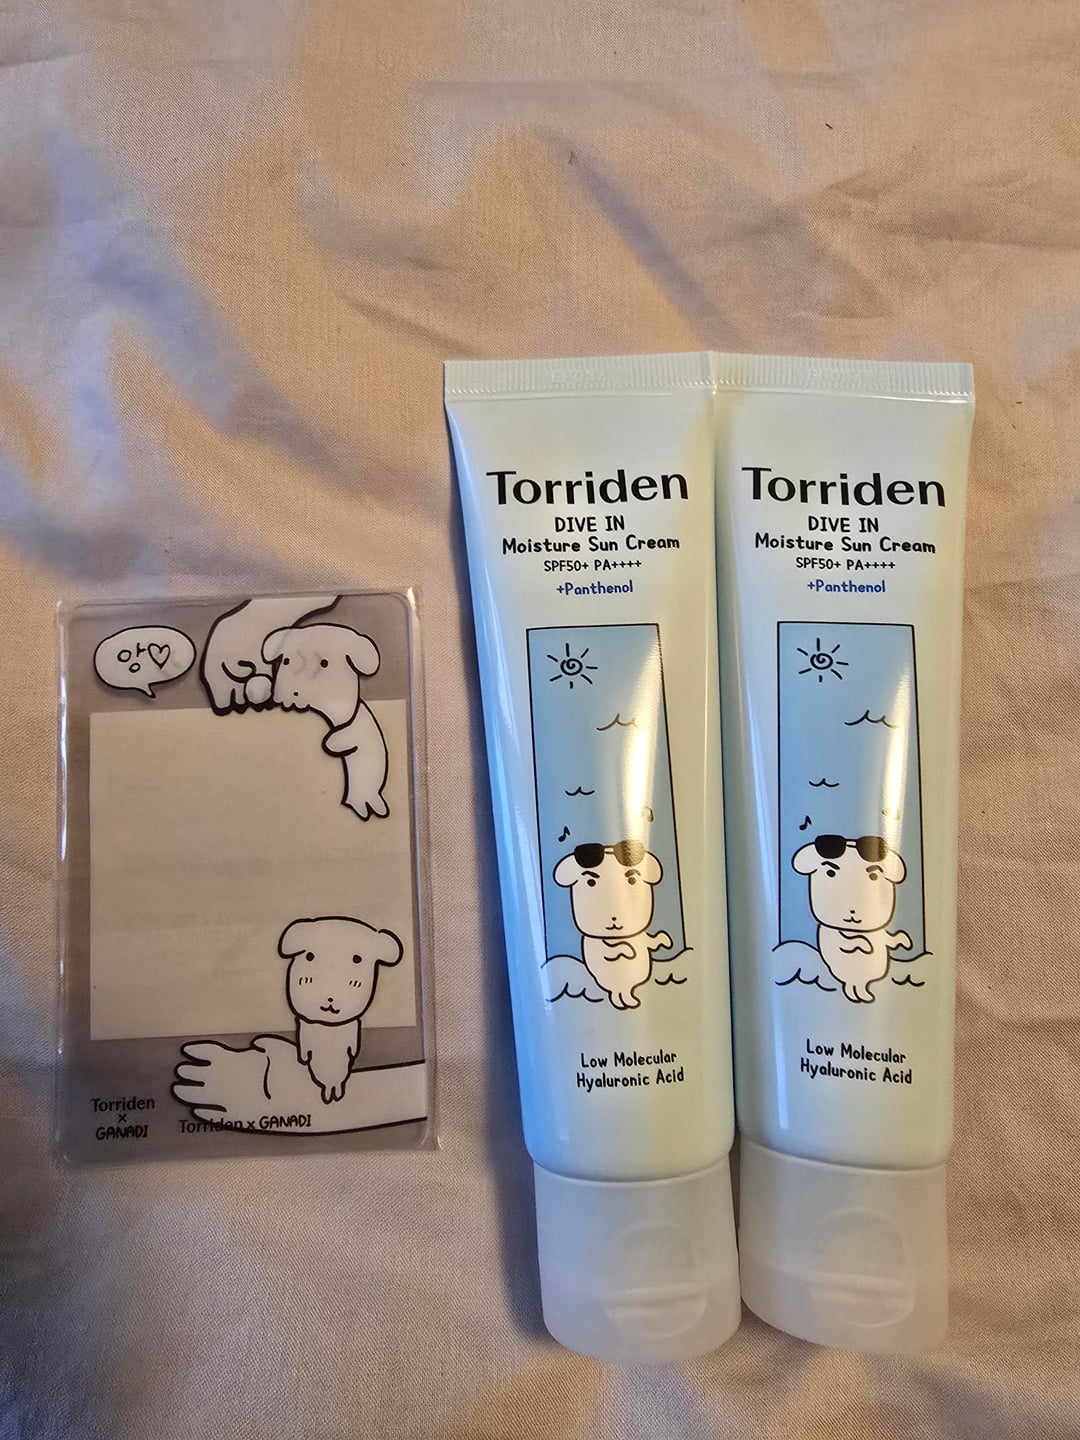 앙♡
Torriden
x
GANADI
Torriden x GANADI
Torriden
DIVE IN
Moisture Sun Cream
SPF50+ PA++++
+Panthenol
Low Molecular
Hyaluronic Acid
Torriden
DIVE IN
Moisture Sun Cream
SPF50+ PA++++
+Panthenol
Low Molecular
Hyaluronic Acid